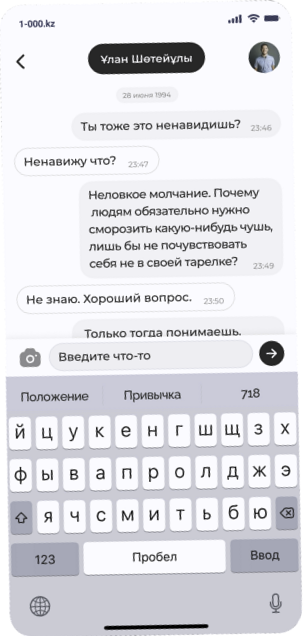 1-000.kz
Ұлан Шөтейұлы
28 июня 1994
Ты тоже это ненавидишь? 23:46
Ненавижу что? 23:47
Неловкое молчание. Почему
людям обязательно нужно
сморозить какую-нибудь чушь,
лишь бы не почувствовать
себя не в своей тарелке? 23:49
Не знаю. Хороший вопрос. 23:50
Только тогда понимаешь,
Введите что-то
Положение Привычка 718
й ц у к е н г ш щ з х
ф ы в а п р о л д ж э
я ч с м и т ь б ю
123 Пробел Ввод